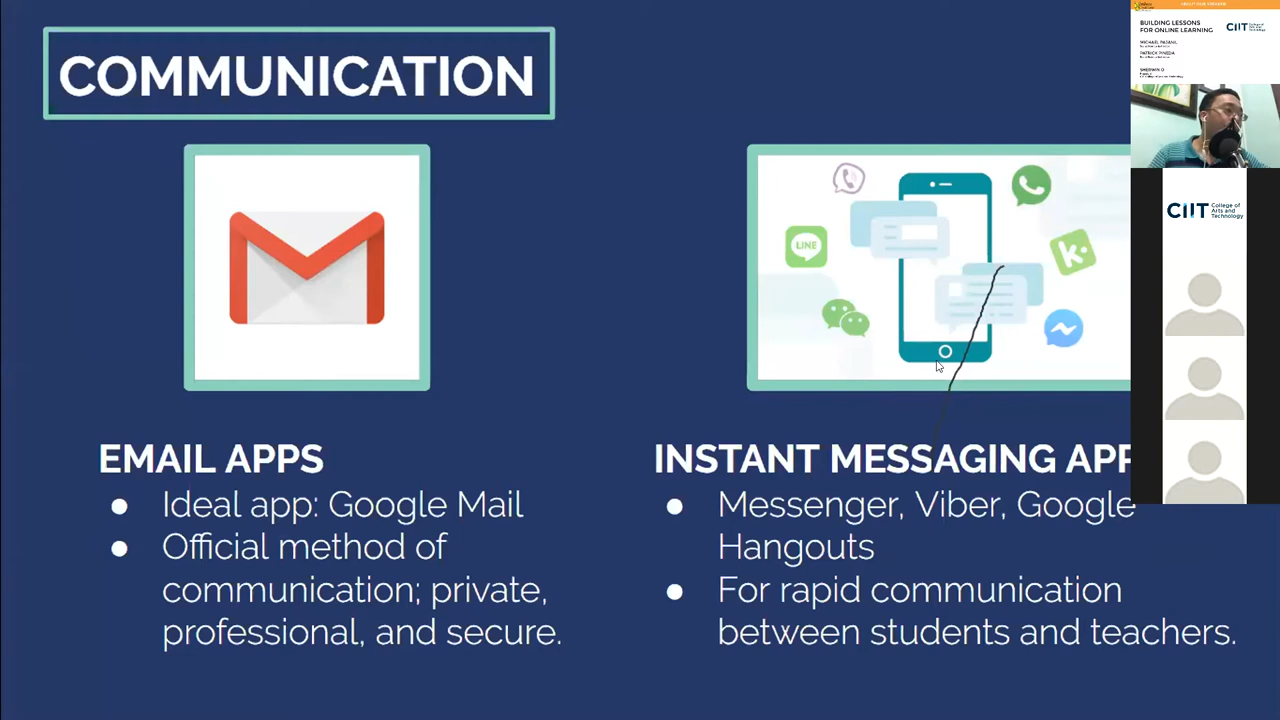 COMMUNICATION
EMAIL APPS
● Ideal app: Google Mail
● Official method of
communication; private,
professional, and secure.
LINE
INSTANT MESSAGING APP
● Messenger, Viber, Google
Hangouts
● For rapid communication
between students and teachers.
BUILDING LESSONS
FOR ONLINE LEARNING
CIIT
PATRICK PINEDA
CIIT College of
Arts and
Technology